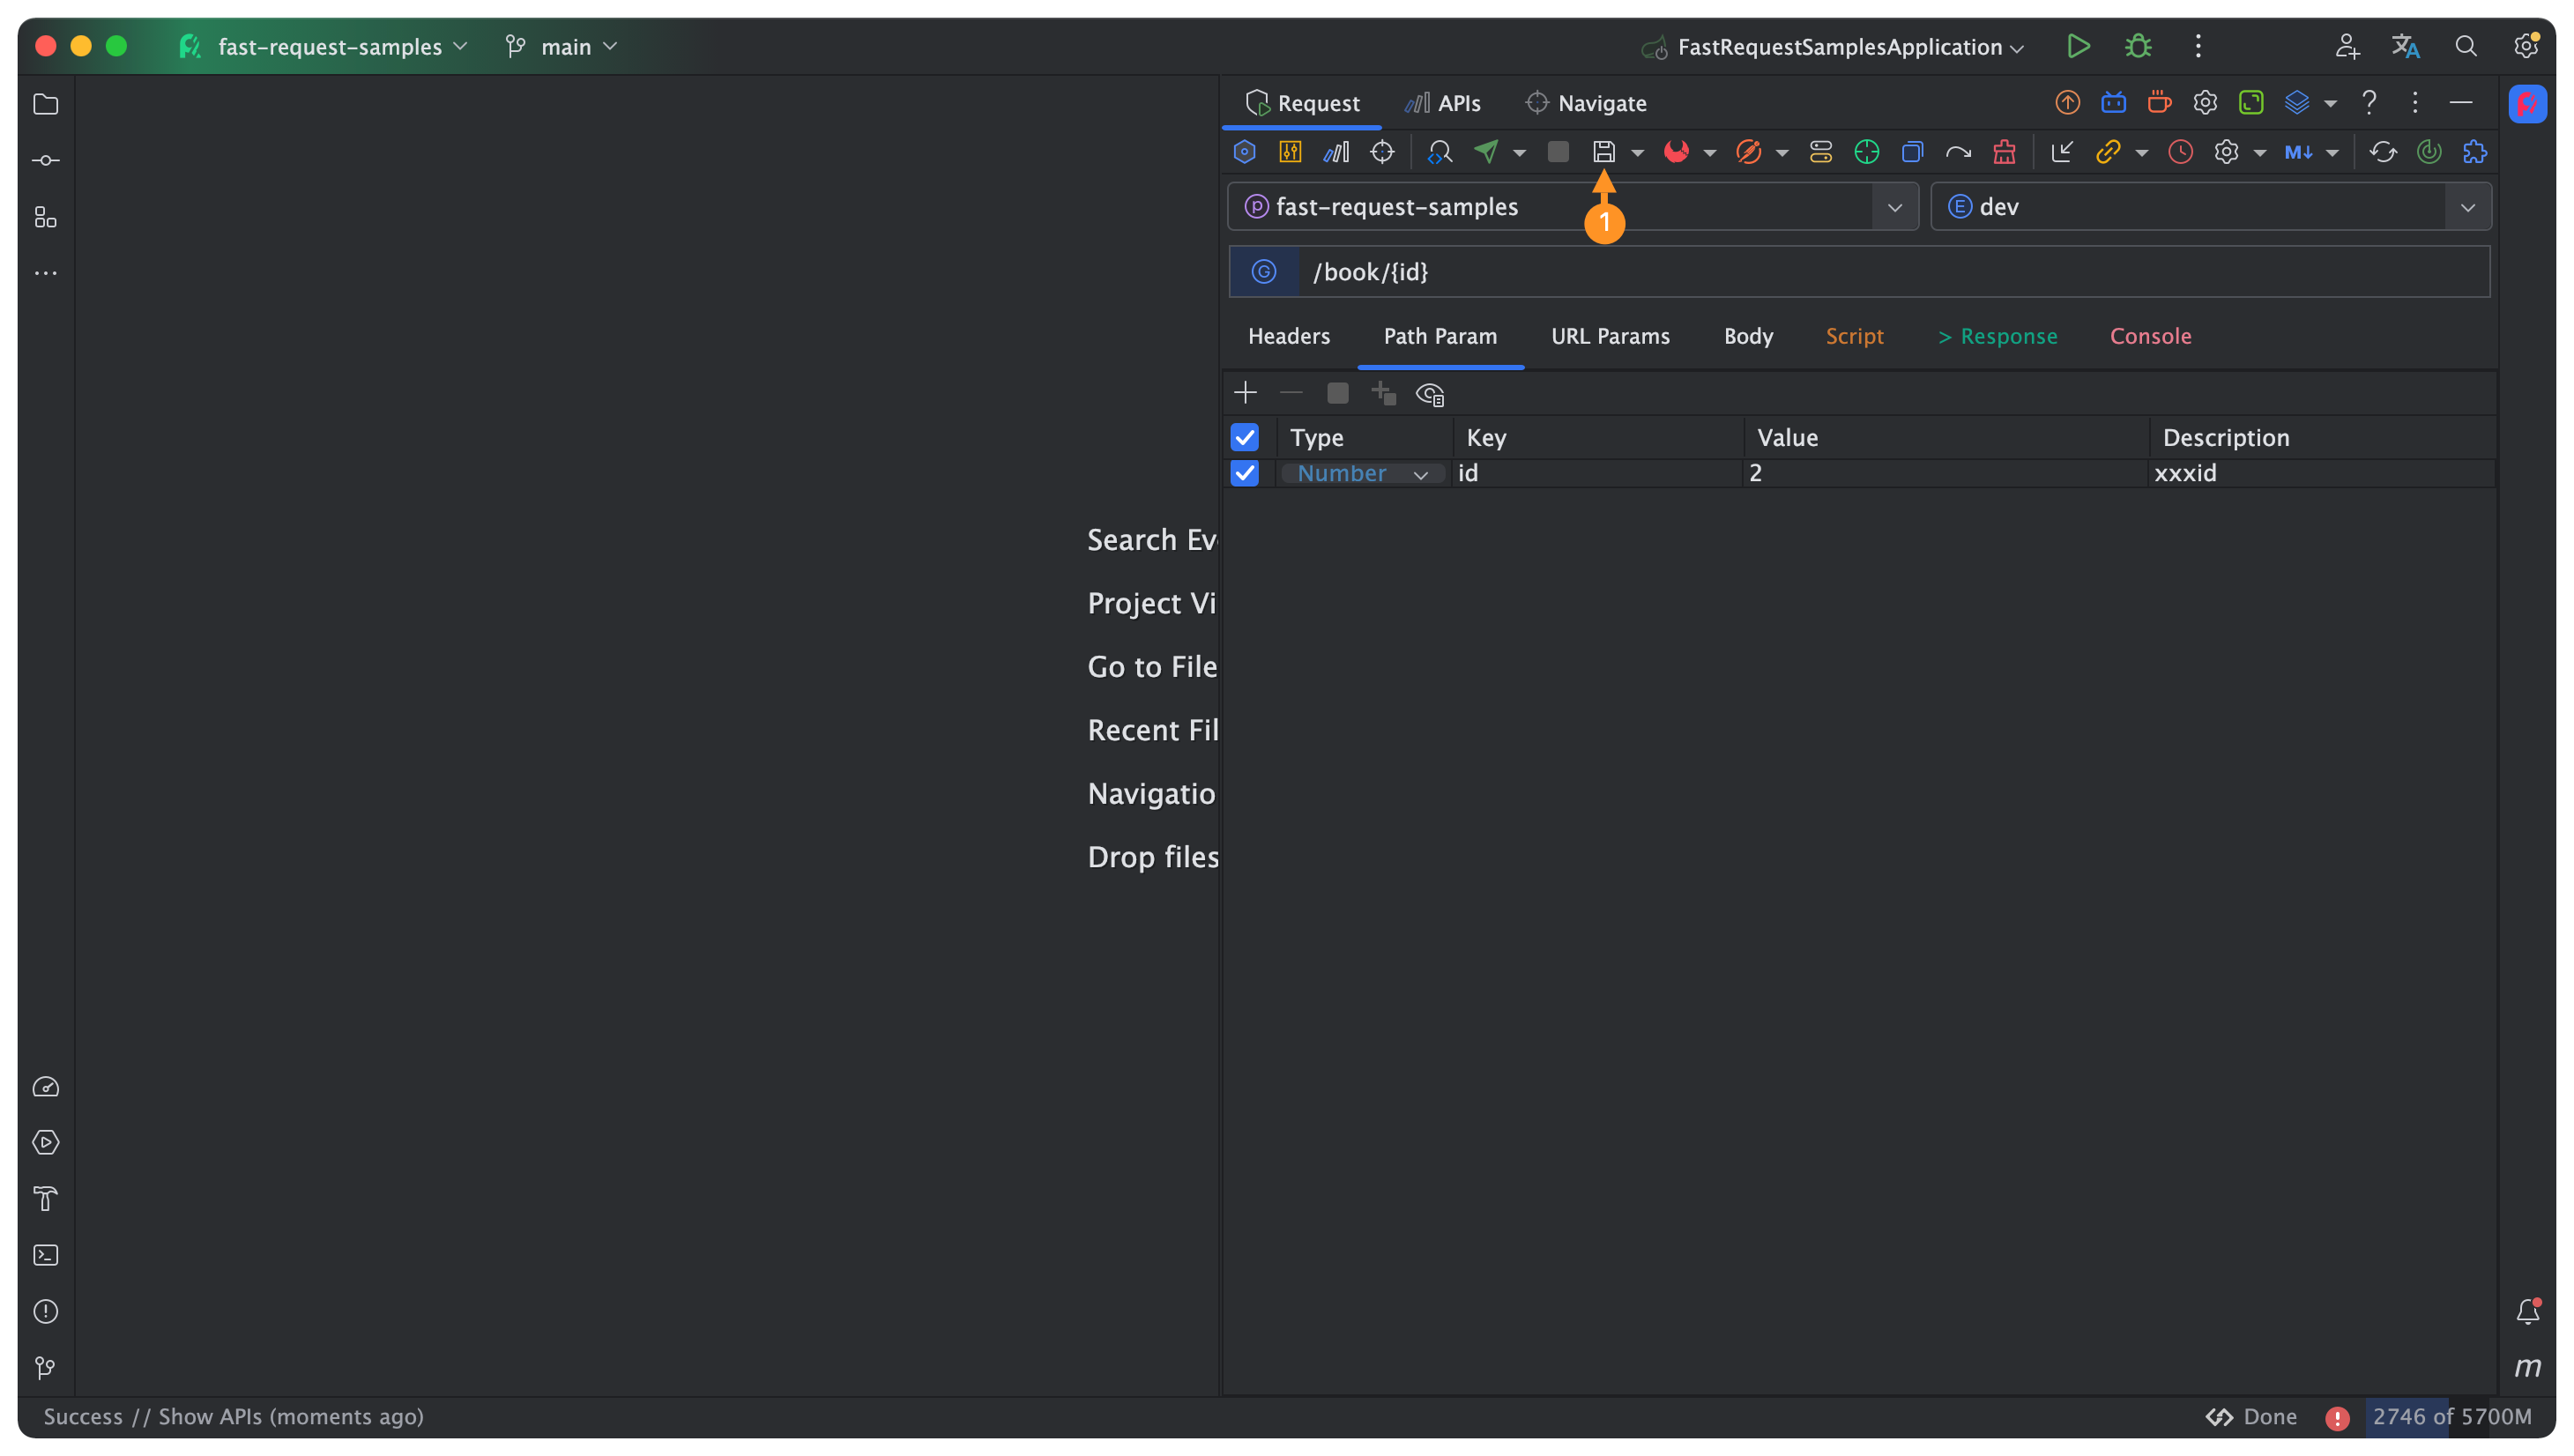 fast-request-samples main FastRequestSamplesApplication
Request APIs Navigate
M↓
P fast-request-samples E dev
1
G /book/{id}
Headers Path Param URL Params Body Script > Response Console
Type Key Value Description
Number id 2 xxxid
Search Ev
Project Vi
Go to File
Recent Fil
Navigatio
Drop files
m
Success // Show APIs (moments ago) Done 2746 of 5700M